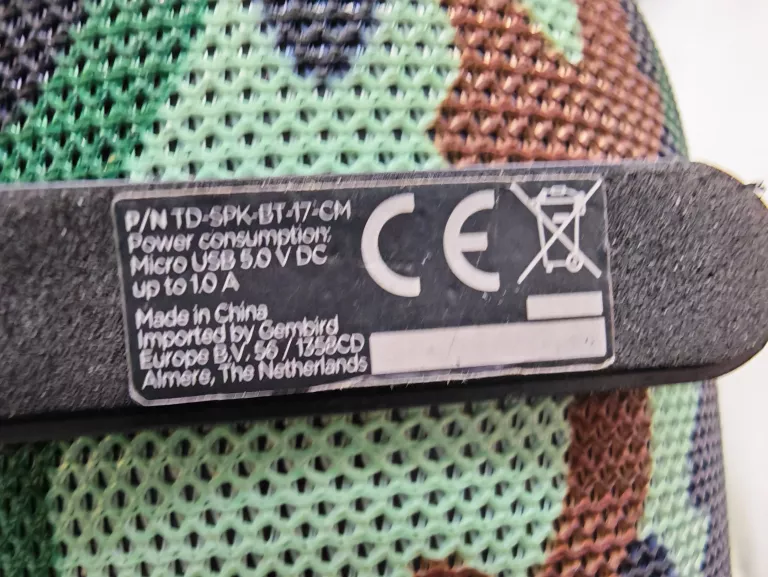 P/N TD-SPK-BT-17-CM
Power consumption:
Micro USB 5.0 V DC
up to 1.0 A
Made in China
Imported by Gembird
Europe B.V. 56 / 1358CD
Almere, The Netherlands
CE